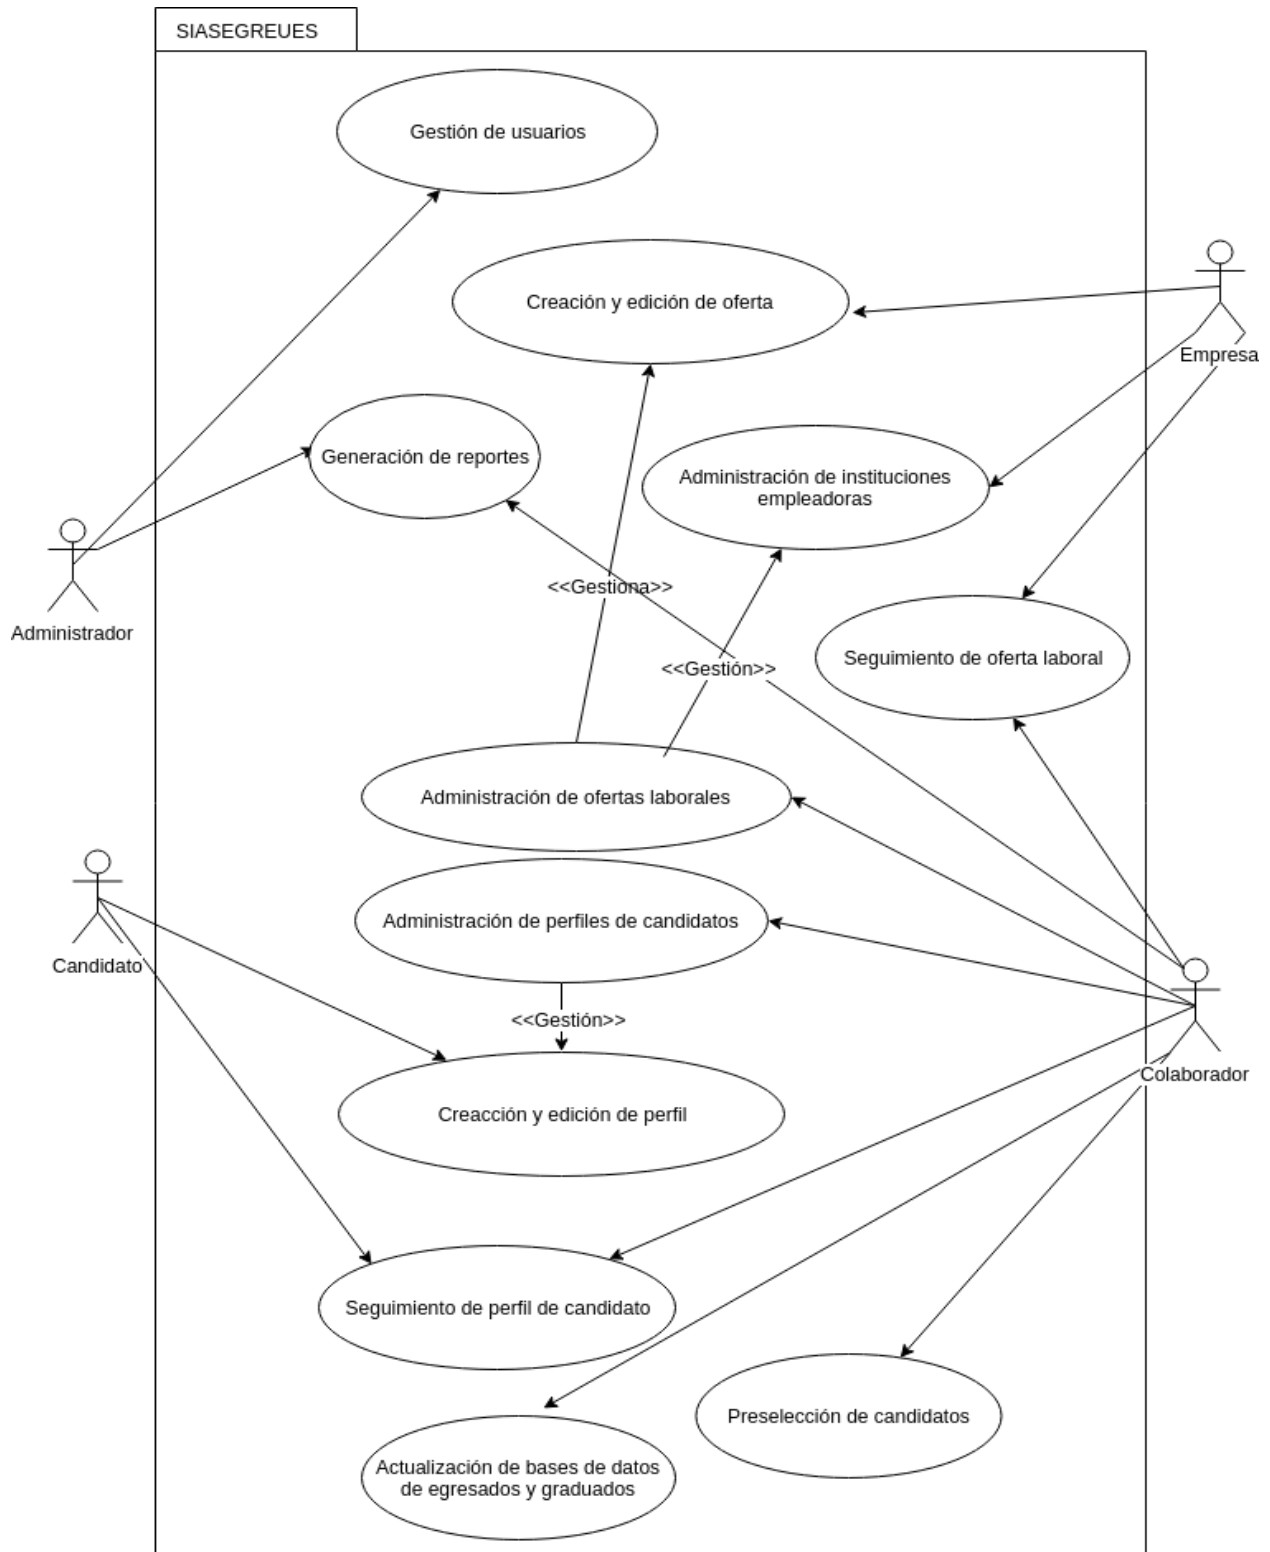 SIASEGREUES
Gestión de usuarios
Creación y edición de oferta
Empresa
Generación de reportes
Administración de instituciones
empleadoras
<<Gestiona>>
Administrador
Seguimiento de oferta laboral
<<Gestión>>
Administración de ofertas laborales
Administración de perfiles de candidatos
Candidato
<<Gestión>>
Colaborador
Creacción y edición de perfil
Seguimiento de perfil de candidato
Preselección de candidatos
Actualización de bases de datos
de egresados y graduados